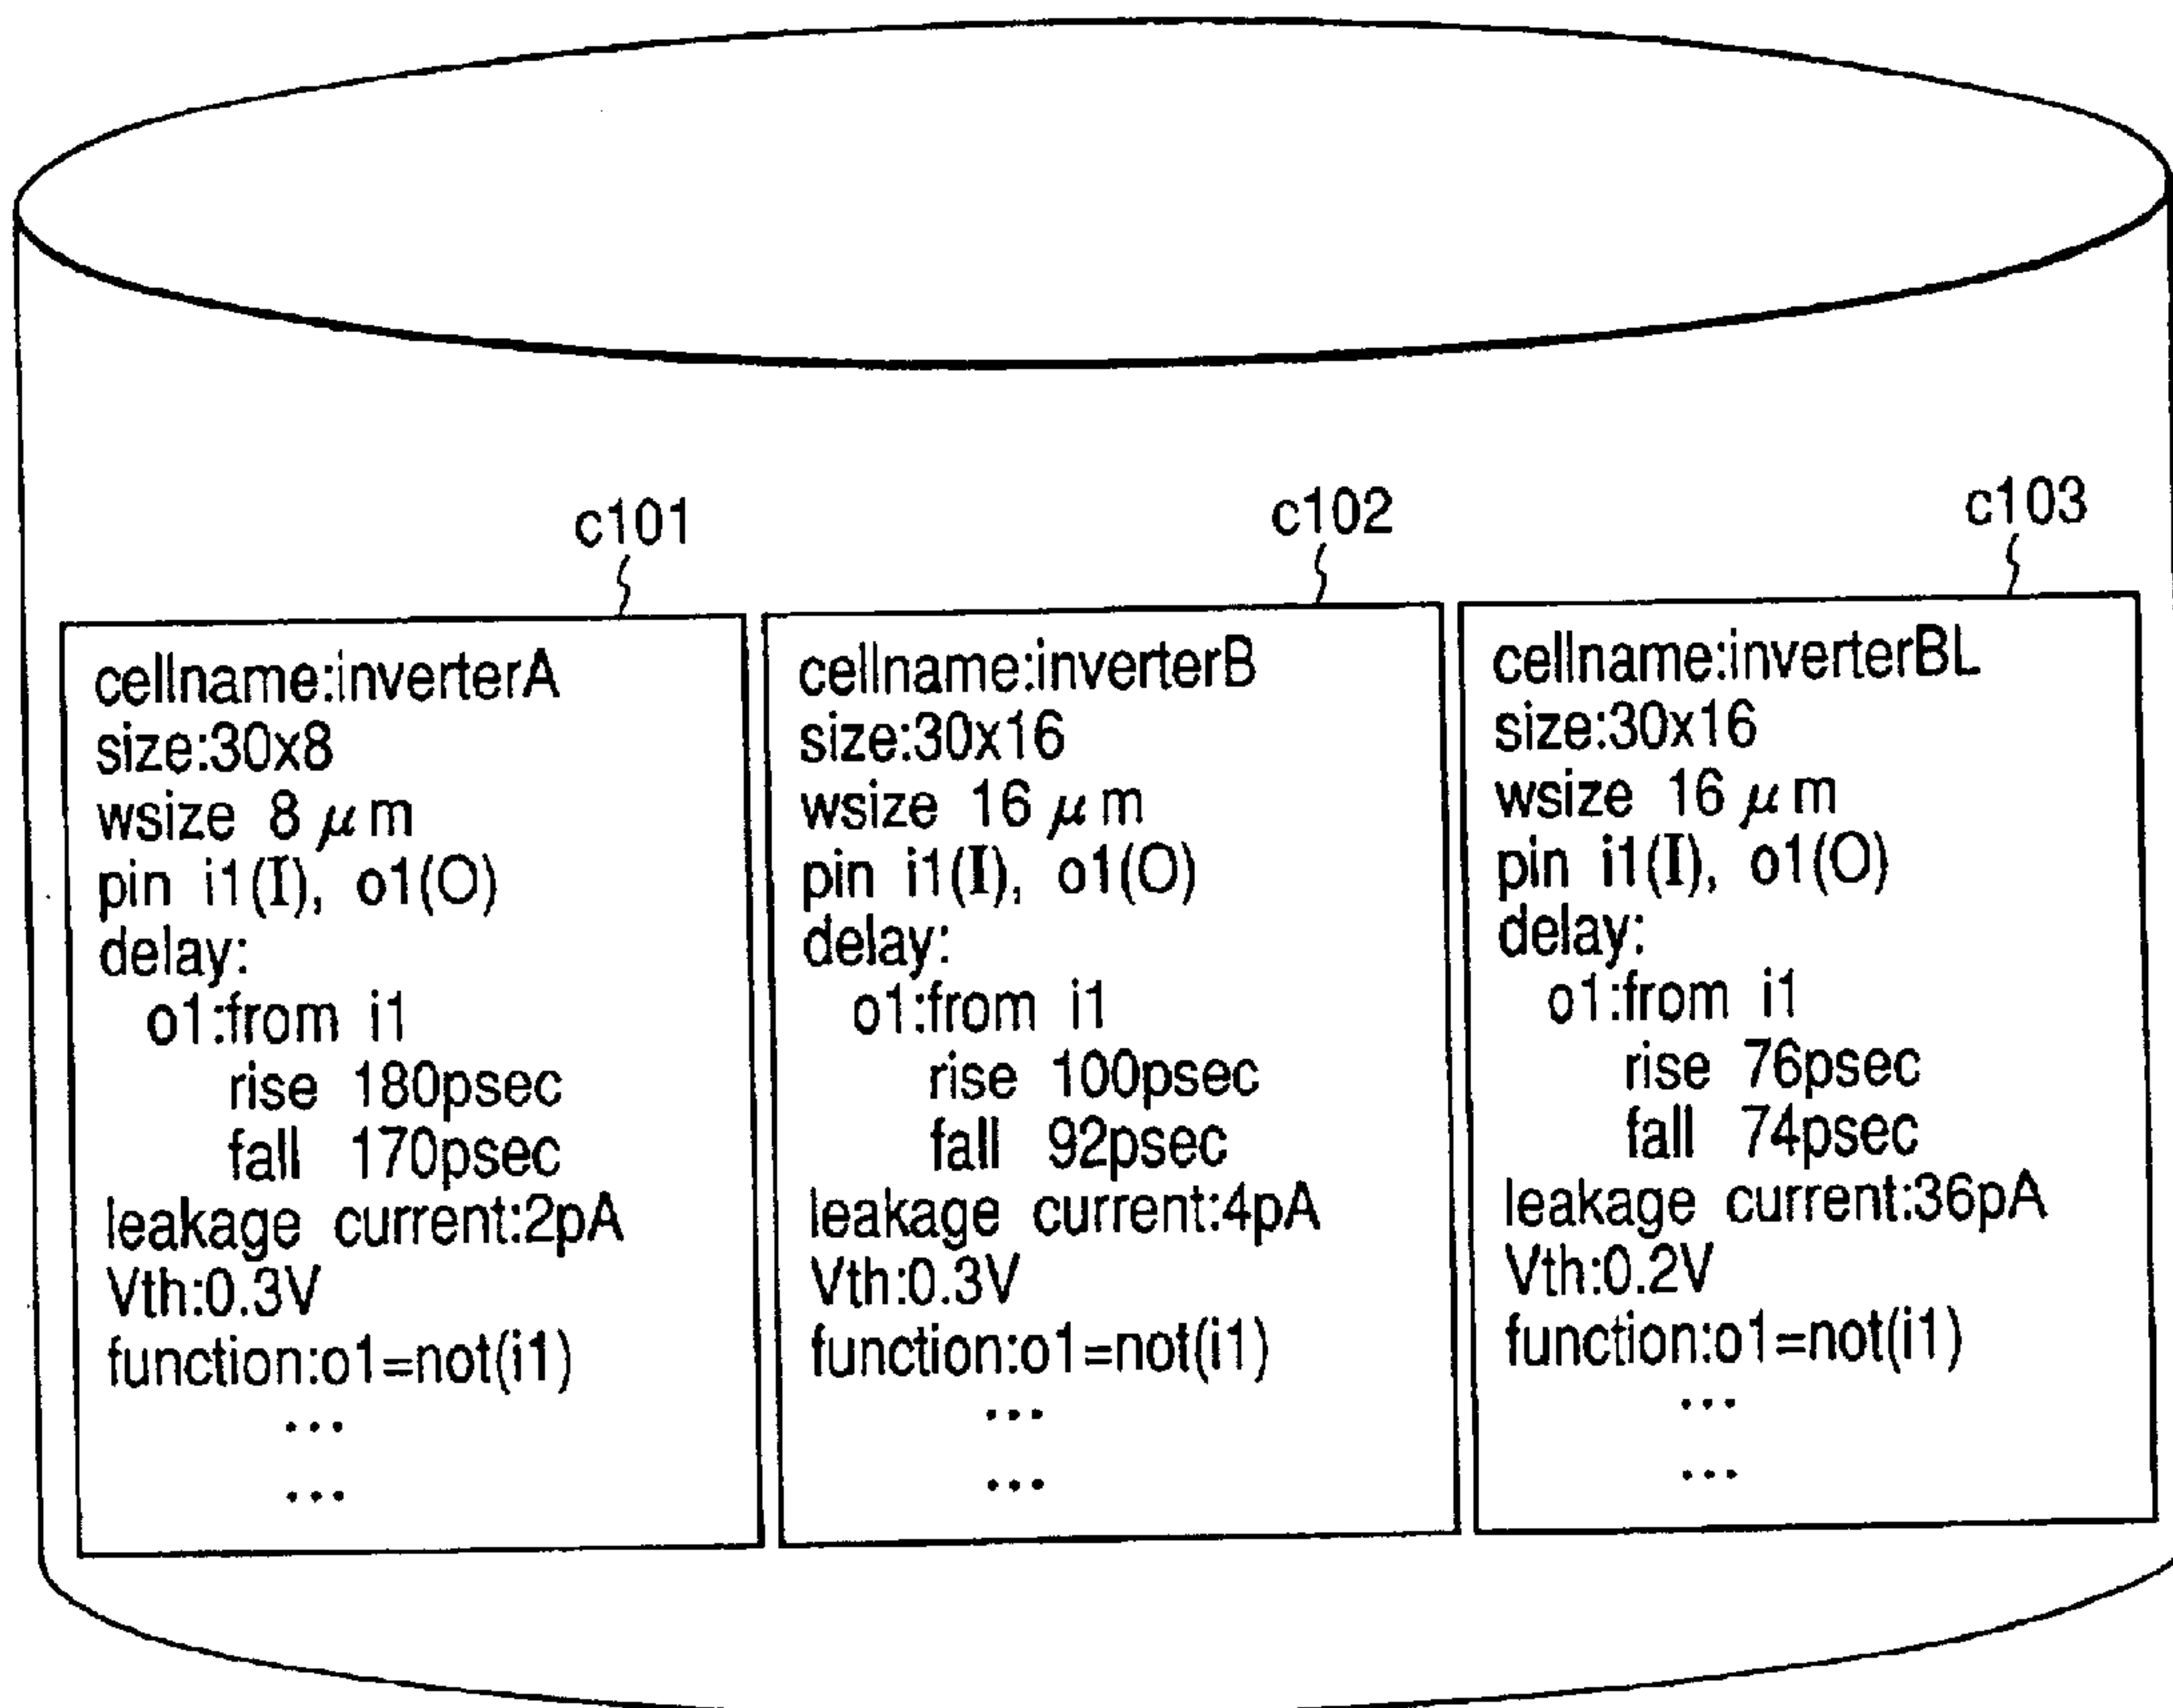 c101
cellname:inverterA
size:30x8
wsize 8 μm
pin i1(I), o1(O)
delay:
o1:from i1
rise 180psec
fall 170psec
leakage current:2pA
Vth:0.3V
function:o1=not(i1)
...
...
c102
cellname:inverterB
size:30x16
wsize 16 μm
pin i1(I), o1(O)
delay:
o1:from i1
rise 100psec
fall 92psec
leakage current:4pA
Vth:0.3V
function:o1=not(i1)
...
...
c103
cellname:inverterBL
size:30x16
wsize 16 μm
pin i1(I), o1(O)
delay:
o1:from i1
rise 76psec
fall 74psec
leakage current:36pA
Vth:0.2V
function:o1=not(i1)
...
...